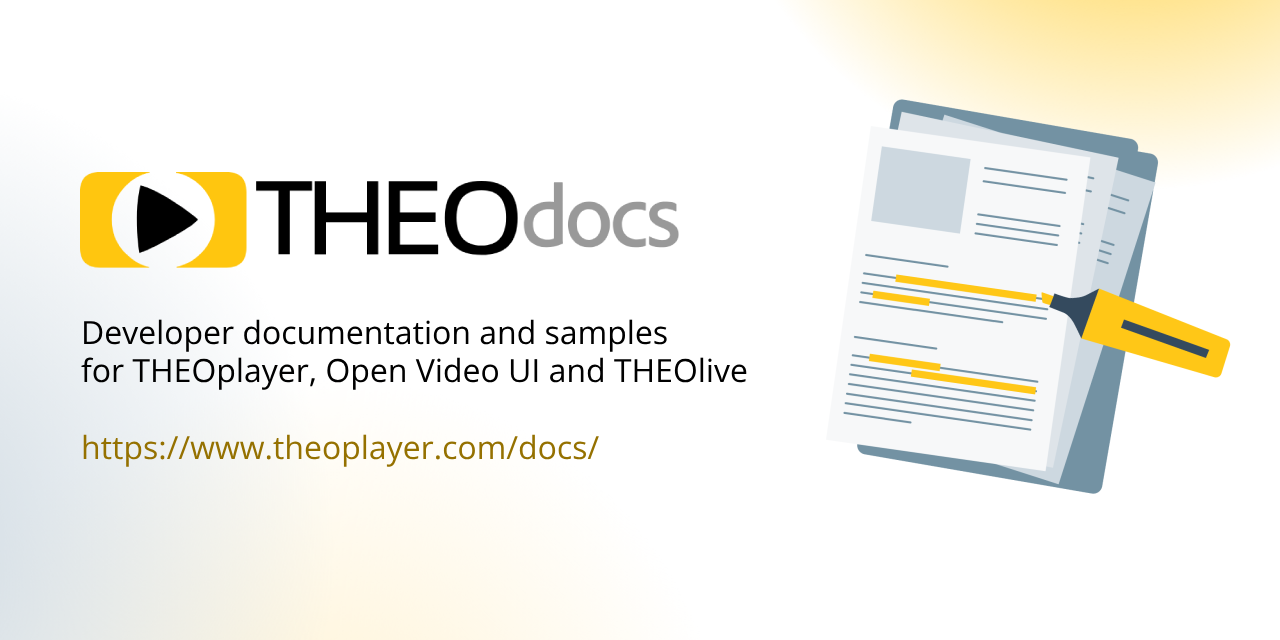 THEOdocs
Developer documentation and samples
for THEOplayer, Open Video UI and THEOlive
https://www.theoplayer.com/docs/